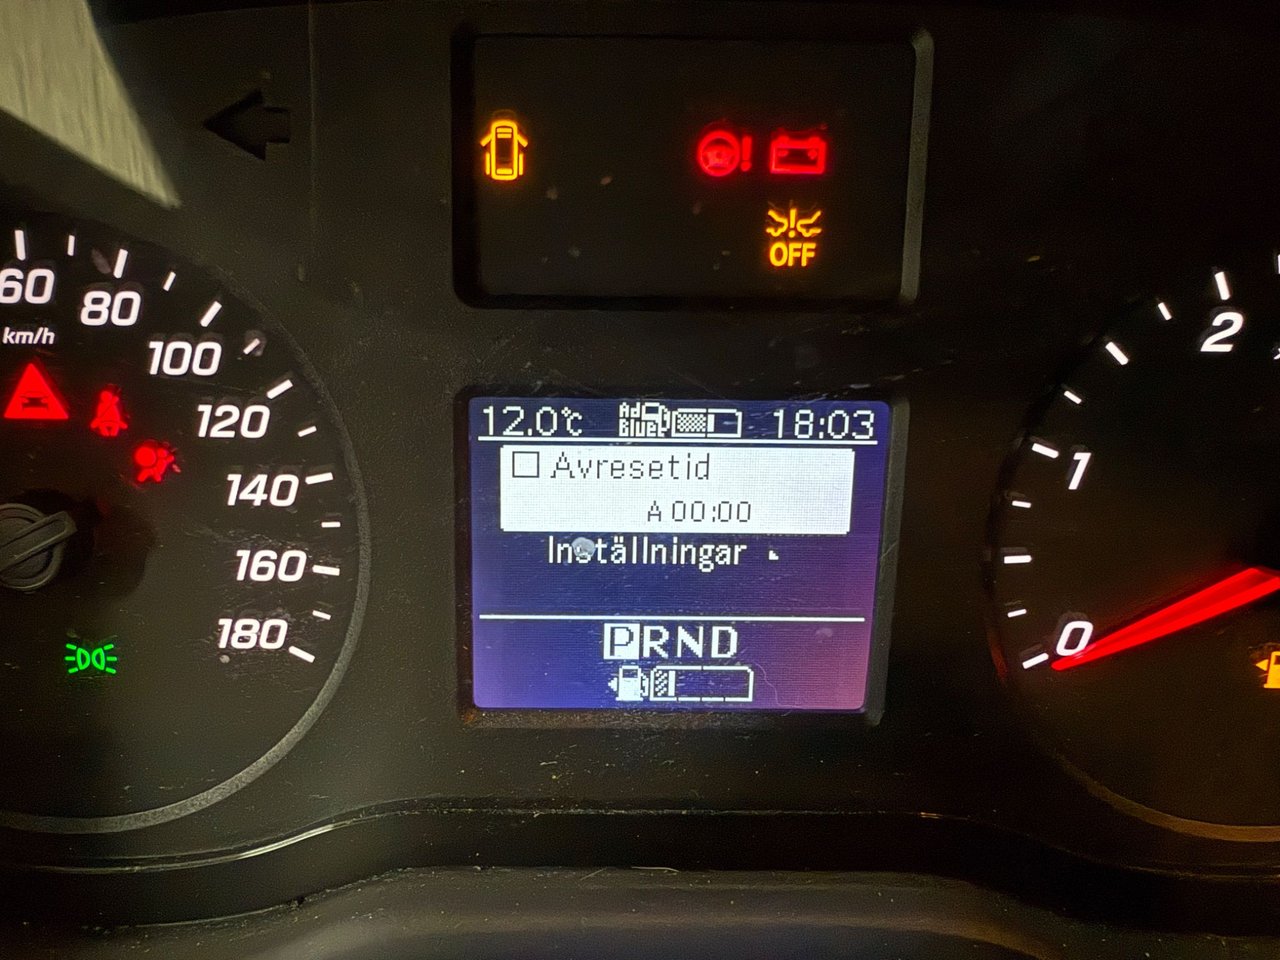 OFF
60
80
km/h
100
120
140
160
180
12.0°C
Ad
Blue
18:03
Avresetid
A 00:00
Inställningar
PRND
2
1
0